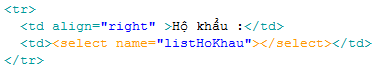 <tr>
<td align="right" >Hộ khẩu :</td>
<td><select name="listHoKhau"></select></td>
</tr>